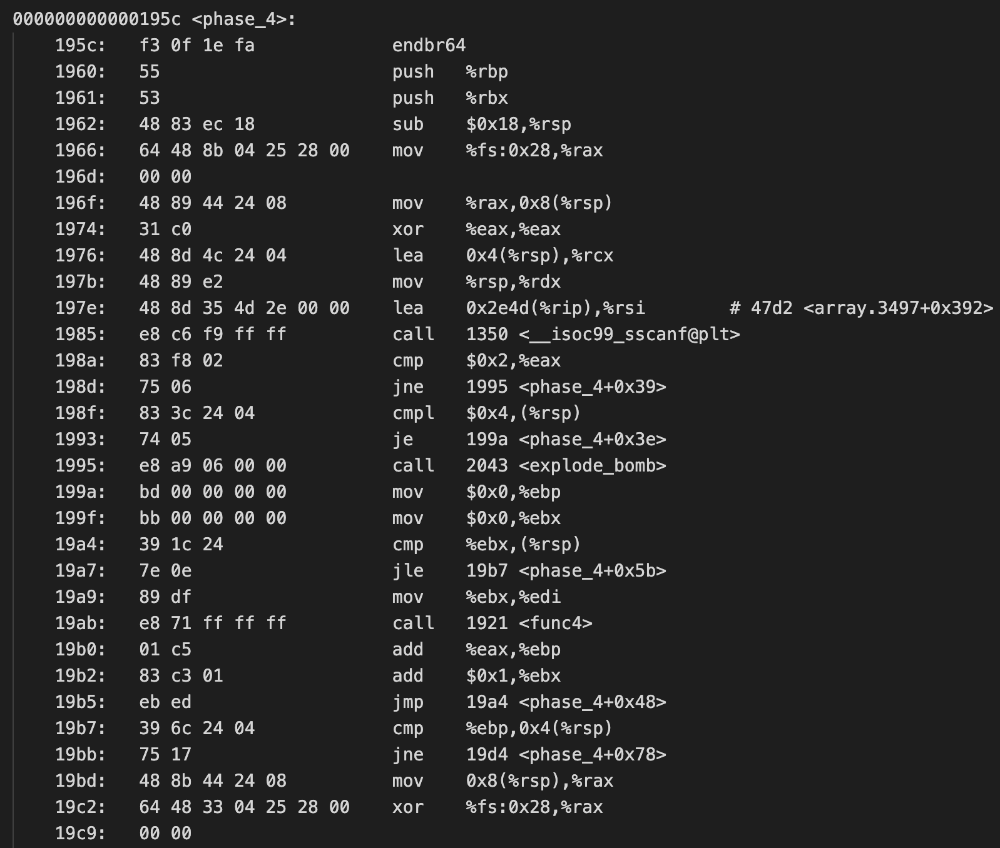 000000000000195c <phase_4>:
195c: f3 0f 1e fa endbr64
1960: 55 push %rbp
1961: 53 push %rbx
1962: 48 83 ec 18 sub $0x18,%rsp
1966: 64 48 8b 04 25 28 00 mov %fs:0x28,%rax
196d: 00 00
196f: 48 89 44 24 08 mov %rax,0x8(%rsp)
1974: 31 c0 xor %eax,%eax
1976: 48 8d 4c 24 04 lea 0x4(%rsp),%rcx
197b: 48 89 e2 mov %rsp,%rdx
197e: 48 8d 35 4d 2e 00 00 lea 0x2e4d(%rip),%rsi # 47d2 <array.3497+0x392>
1985: e8 c6 f9 ff ff call 1350 <__isoc99_sscanf@plt>
198a: 83 f8 02 cmp $0x2,%eax
198d: 75 06 jne 1995 <phase_4+0x39>
198f: 83 3c 24 04 cmpl $0x4,(%rsp)
1993: 74 05 je 199a <phase_4+0x3e>
1995: e8 a9 06 00 00 call 2043 <explode_bomb>
199a: bd 00 00 00 00 mov $0x0,%ebp
199f: bb 00 00 00 00 mov $0x0,%ebx
19a4: 39 1c 24 cmp %ebx,(%rsp)
19a7: 7e 0e jle 19b7 <phase_4+0x5b>
19a9: 89 df mov %ebx,%edi
19ab: e8 71 ff ff ff call 1921 <func4>
19b0: 01 c5 add %eax,%ebp
19b2: 83 c3 01 add $0x1,%ebx
19b5: eb ed jmp 19a4 <phase_4+0x48>
19b7: 39 6c 24 04 cmp %ebp,0x4(%rsp)
19bb: 75 17 jne 19d4 <phase_4+0x78>
19bd: 48 8b 44 24 08 mov 0x8(%rsp),%rax
19c2: 64 48 33 04 25 28 00 xor %fs:0x28,%rax
19c9: 00 00